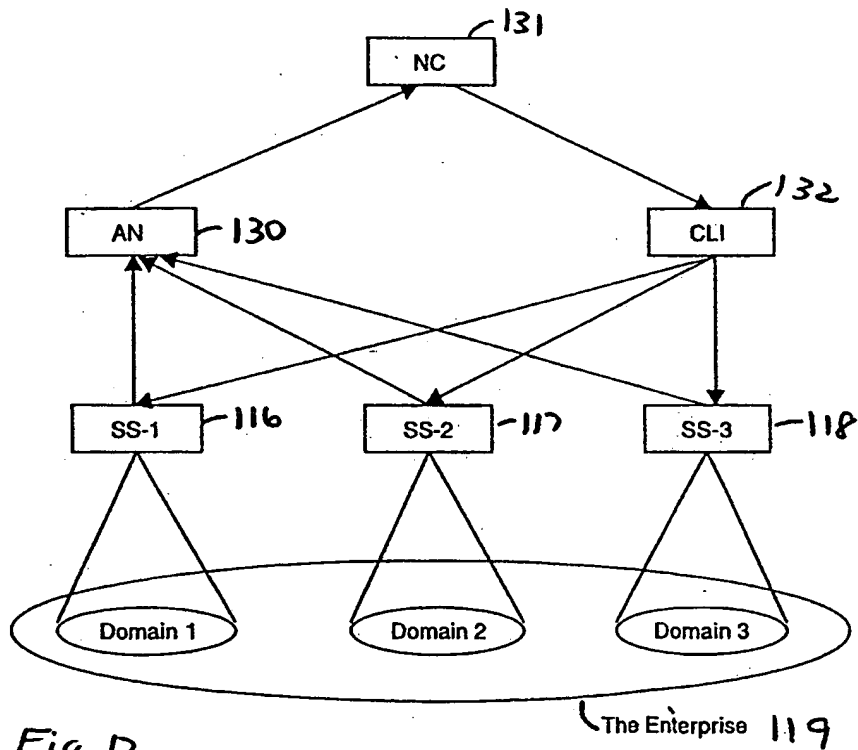 131
NC
132
AN
130
CLI
SS-1
116
SS-2
117
SS-3
118
Domain 1
Domain 2
Domain 3
The Enterprise 119
Fig D